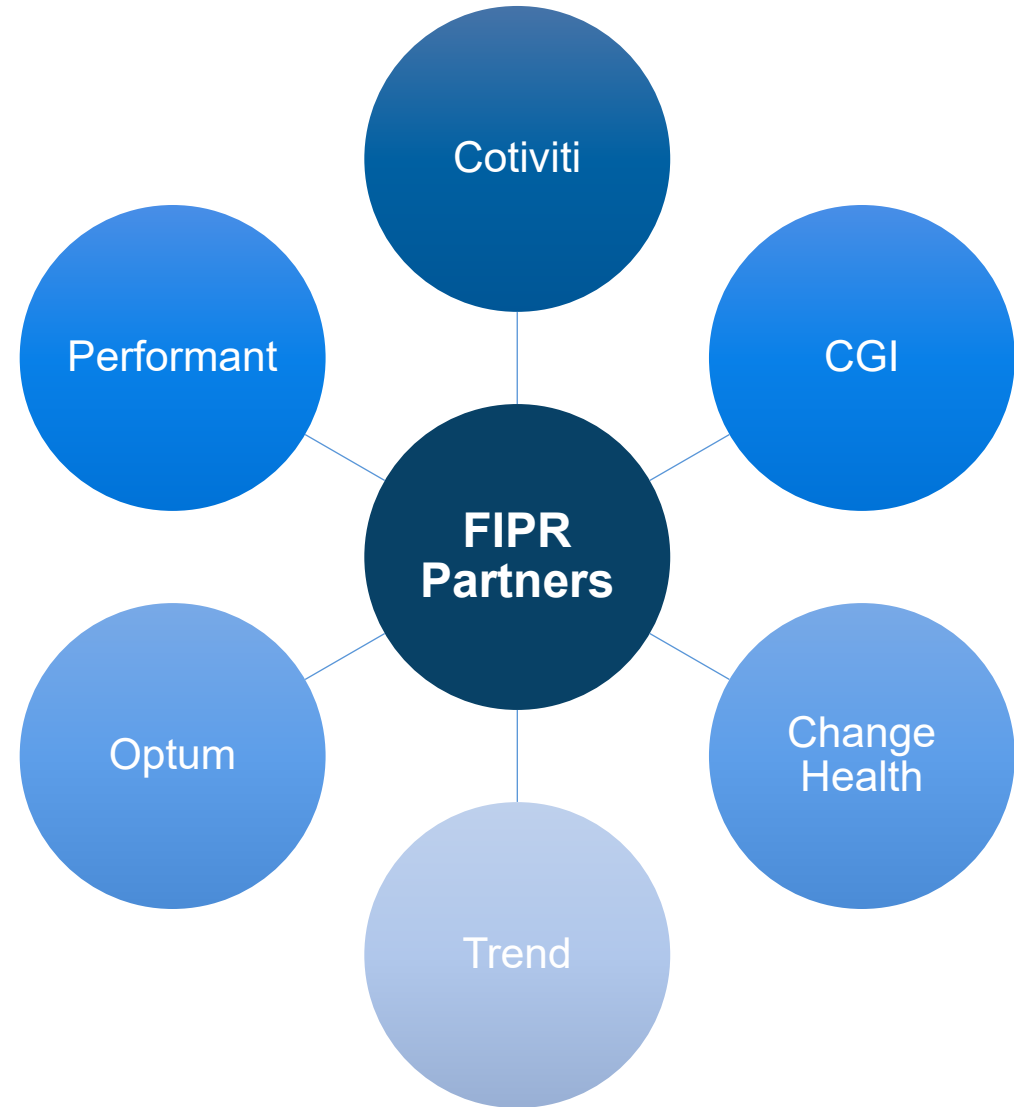 Cotiviti
Performant
CGI
FIPR
Partners
Optum
Change
Health
Trend